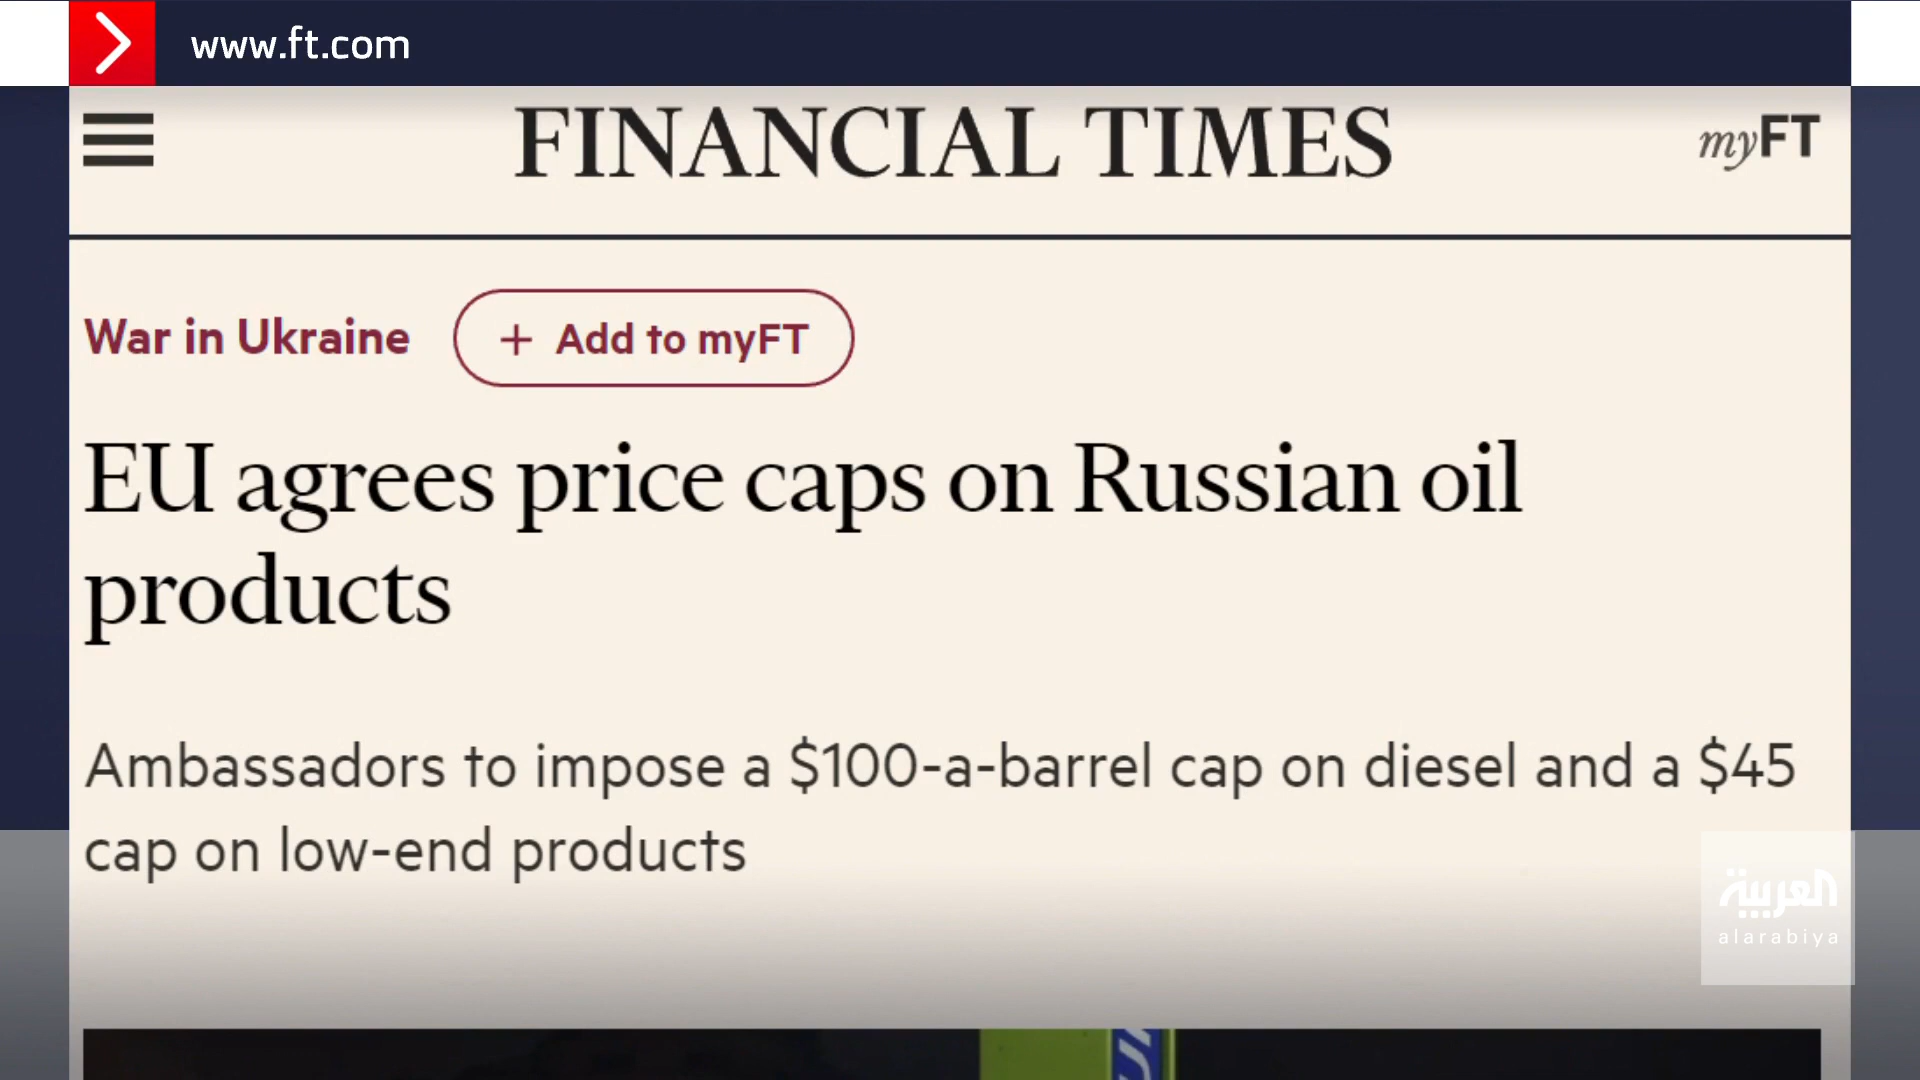 www.ft.com
FINANCIAL TIMES
myFT
War in Ukraine
+ Add to myFT
EU agrees price caps on Russian oil
products
Ambassadors to impose a $100-a-barrel cap on diesel and a $45
cap on low-end products
العربية
alarabiya